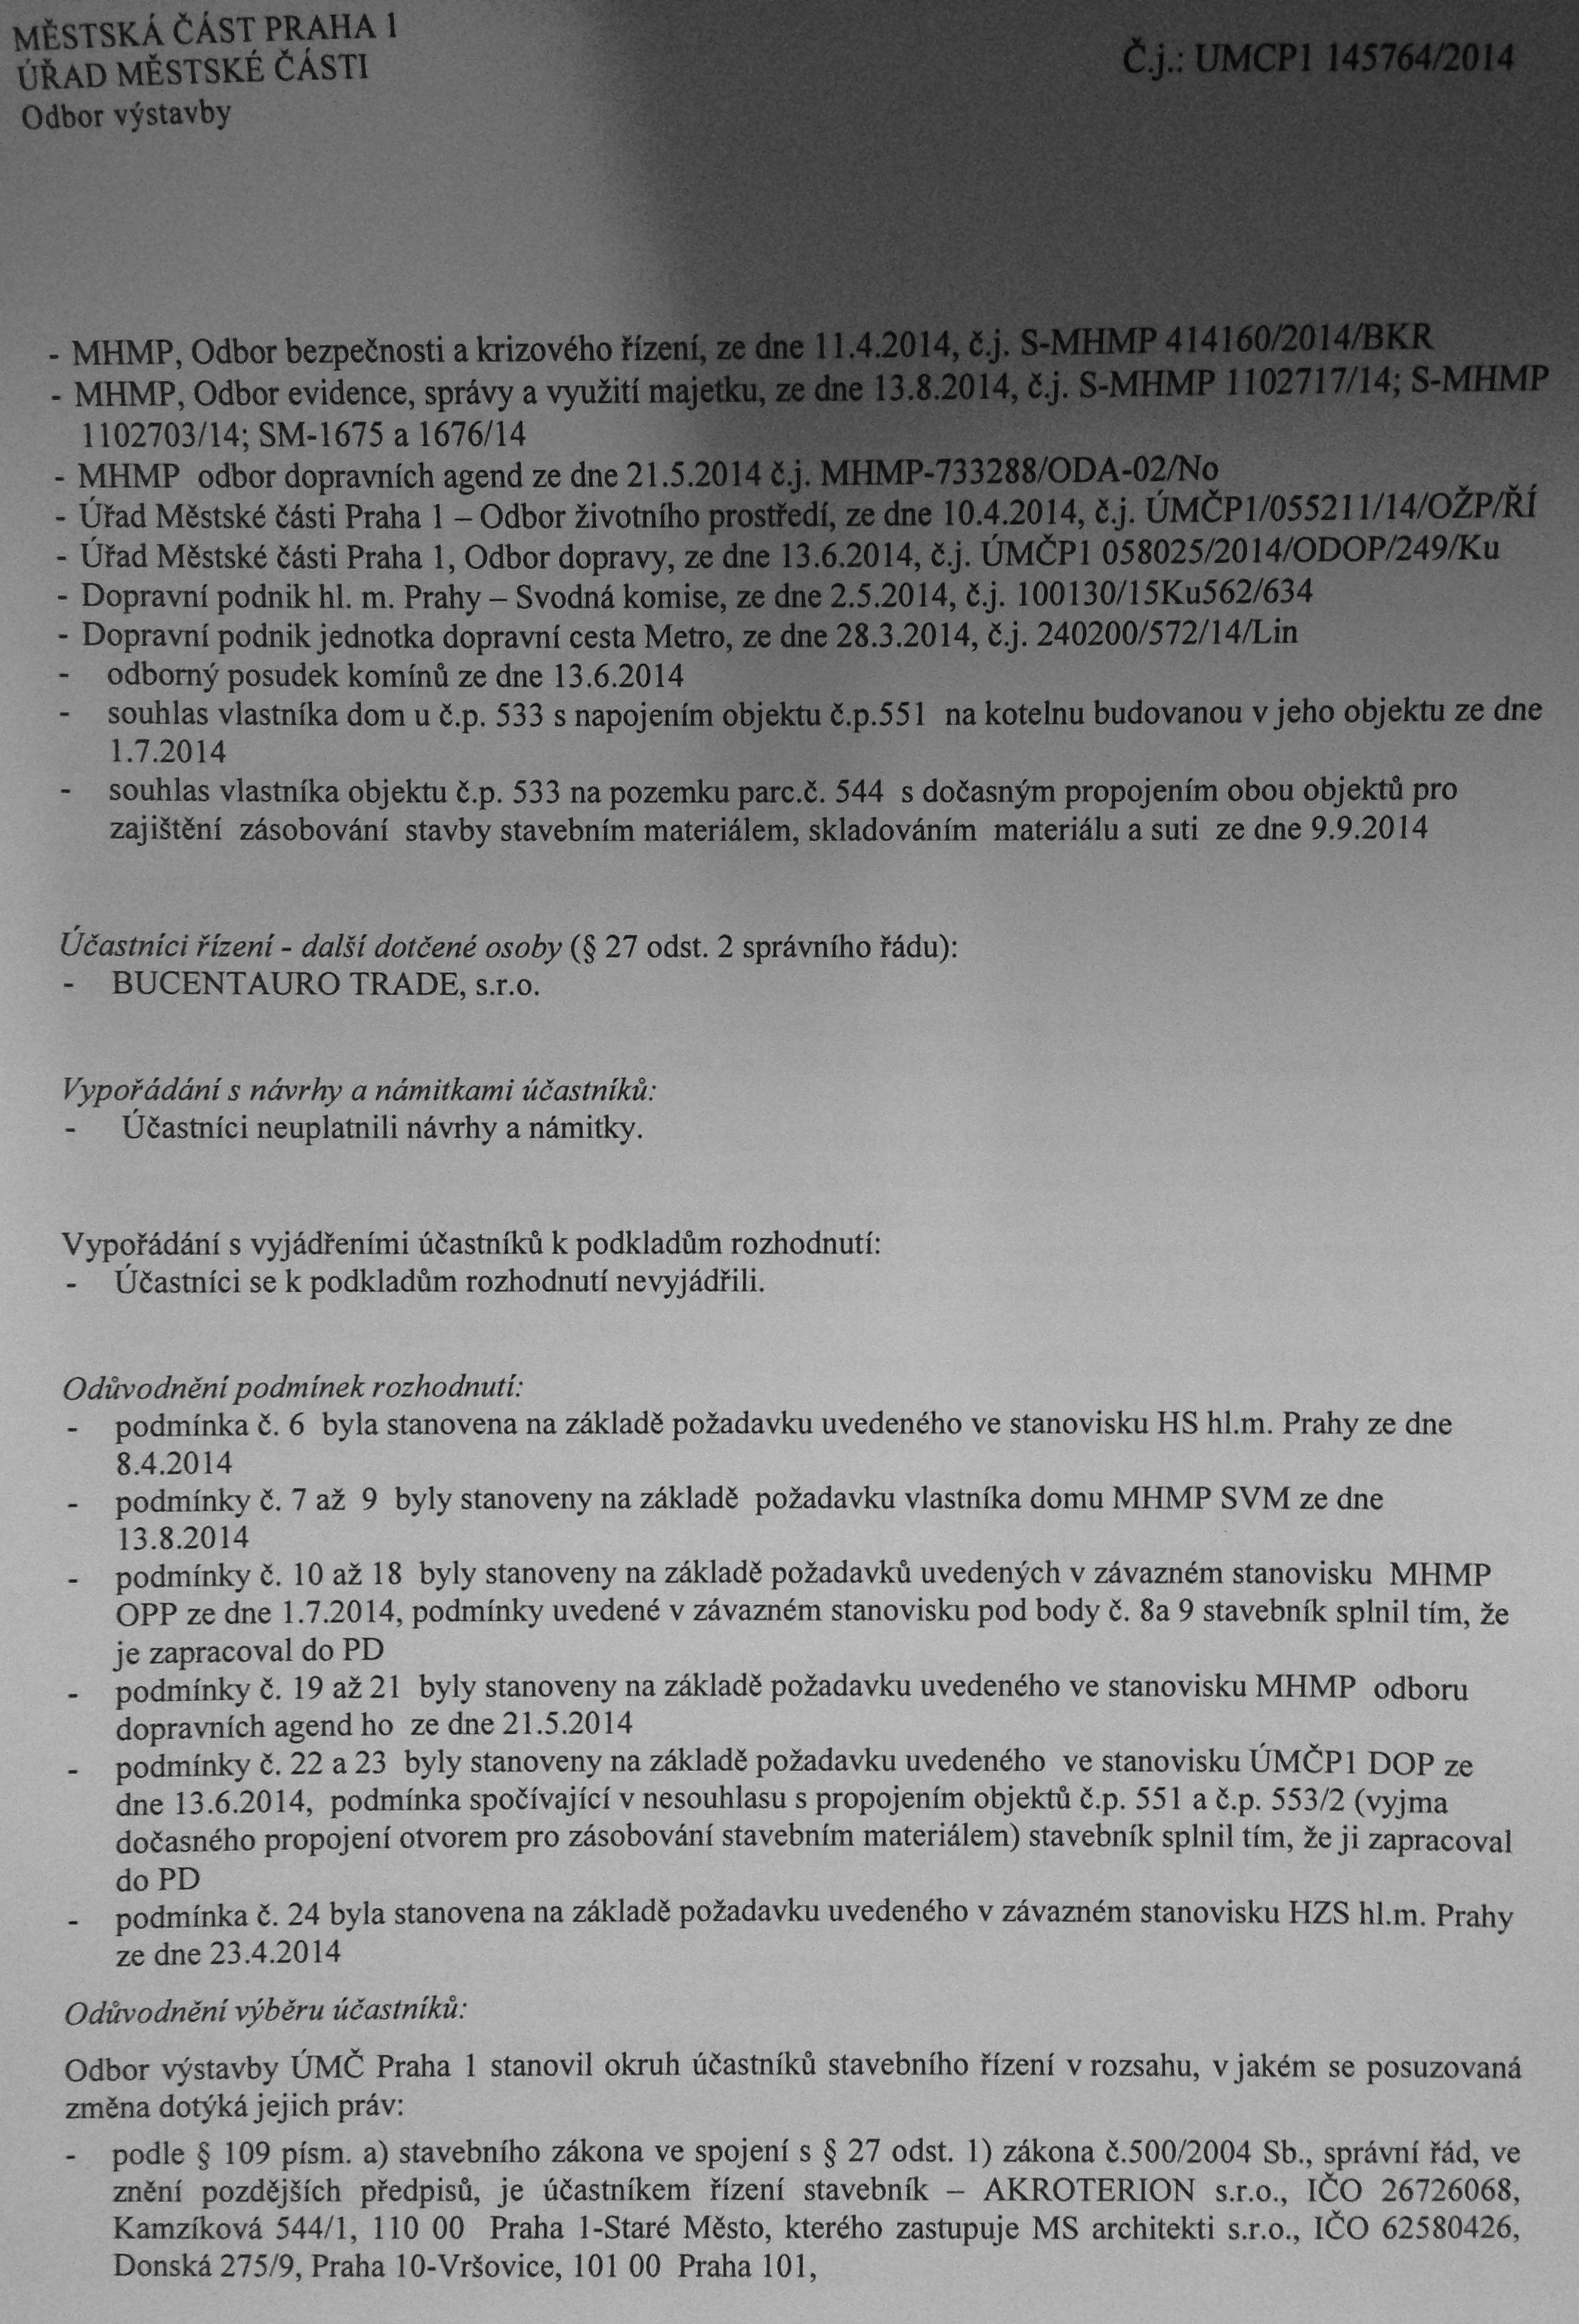 MĚSTSKÁ ČÁST PRAHA 1
ÚŘAD MĚSTSKÉ ČÁSTI
Odbor výstavby
Č.j.: UMCP1 145764/2014
- MHMP, Odbor bezpečnosti a krizového řízení, ze dne 11.4.2014, č.j. S-MHMP 414160/2014/BKR
- MHMP, Odbor evidence, správy a využití majetku, ze dne 13.8.2014, č.j. S-MHMP 1102717/14; S-MHMP
1102703/14; SM-1675 a 1676/14
- MHMP odbor dopravních agend ze dne 21.5.2014 č.j. MHMP-733288/ODA-02/No
- Úřad Městské části Praha 1 – Odbor životního prostředí, ze dne 10.4.2014, č.j. ÚMČP1/055211/14/OŽP/ŘÍ
- Úřad Městské části Praha 1, Odbor dopravy, ze dne 13.6.2014, č.j. ÚMČP1 058025/2014/ODOP/249/Ku
- Dopravní podnik hl. m. Prahy – Svodná komise, ze dne 2.5.2014, č.j. 100130/15Ku562/634
- Dopravní podnik jednotka dopravní cesta Metro, ze dne 28.3.2014, č.j. 240200/572/14/Lin
- odborný posudek komínů ze dne 13.6.2014
- souhlas vlastníka dom u č.p. 533 s napojením objektu č.p.551 na kotelnu budovanou v jeho objektu ze dne
1.7.2014
- souhlas vlastníka objektu č.p. 533 na pozemku parc.č. 544 s dočasným propojením obou objektů pro
zajištění zásobování stavby stavebním materiálem, skladováním materiálu a suti ze dne 9.9.2014
Účastníci řízení - další dotčené osoby (§ 27 odst. 2 správního řádu):
- BUCENTAURO TRADE, s.r.o.
Vypořádání s návrhy a námitkami účastníků:
- Účastníci neuplatnili návrhy a námitky.
Vypořádání s vyjádřeními účastníků k podkladům rozhodnutí:
- Účastníci se k podkladům rozhodnutí nevyjádřili.
Odůvodnění podmínek rozhodnutí:
- podmínka č. 6 byla stanovena na základě požadavku uvedeného ve stanovisku HS hl.m. Prahy ze dne
8.4.2014
- podmínky č. 7 až 9 byly stanoveny na základě požadavku vlastníka domu MHMP SVM ze dne
13.8.2014
- podmínky č. 10 až 18 byly stanoveny na základě požadavků uvedených v závazném stanovisku MHMP
OPP ze dne 1.7.2014, podmínky uvedené v závazném stanovisku pod body č. 8a 9 stavebník splnil tím, že
je zapracoval do PD
- podmínky č. 19 až 21 byly stanoveny na základě požadavku uvedeného ve stanovisku MHMP odboru
dopravních agend ho ze dne 21.5.2014
- podmínky č. 22 a 23 byly stanoveny na základě požadavku uvedeného ve stanovisku ÚMČP1 DOP ze
dne 13.6.2014, podmínka spočívající v nesouhlasu s propojením objektů č.p. 551 a č.p. 553/2 (vyjma
dočasného propojení otvorem pro zásobování stavebním materiálem) stavebník splnil tím, že ji zapracoval
do PD
- podmínka č. 24 byla stanovena na základě požadavku uvedeného v závazném stanovisku HZS hl.m. Prahy
ze dne 23.4.2014
Odůvodnění výběru účastníků:
Odbor výstavby ÚMČ Praha 1 stanovil okruh účastníků stavebního řízení v rozsahu, v jakém se posuzovaná
změna dotýká jejich práv:
- podle § 109 písm. a) stavebního zákona ve spojení s § 27 odst. 1) zákona č.500/2004 Sb., správní řád, ve
znění pozdějších předpisů, je účastníkem řízení stavebník – AKROTERION s.r.o., IČO 26726068,
Kamzíková 544/1, 110 00 Praha 1-Staré Město, kterého zastupuje MS architekti s.r.o., IČO 62580426,
Donská 275/9, Praha 10-Vršovice, 101 00 Praha 101,